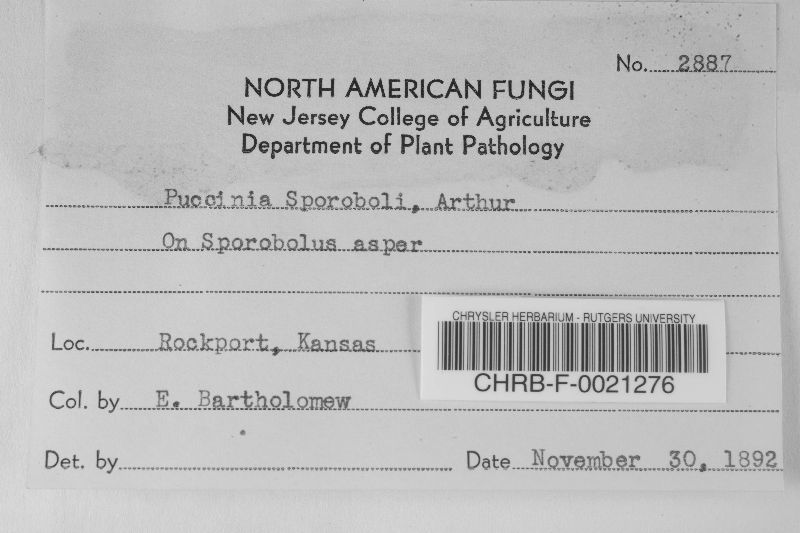 No. 2887
NORTH AMERICAN FUNGI
New Jersey College of Agriculture
Department of Plant Pathology
Puccinia Sporoboli, Arthur
On Sporobolus asper
CHRYSLER HERBARIUM - RUTGERS UNIVERSITY
CHRB-F-0021276
Loc. Rockport, Kansas
Col. by E. Bartholomew
Det. by
Date November 30, 1892